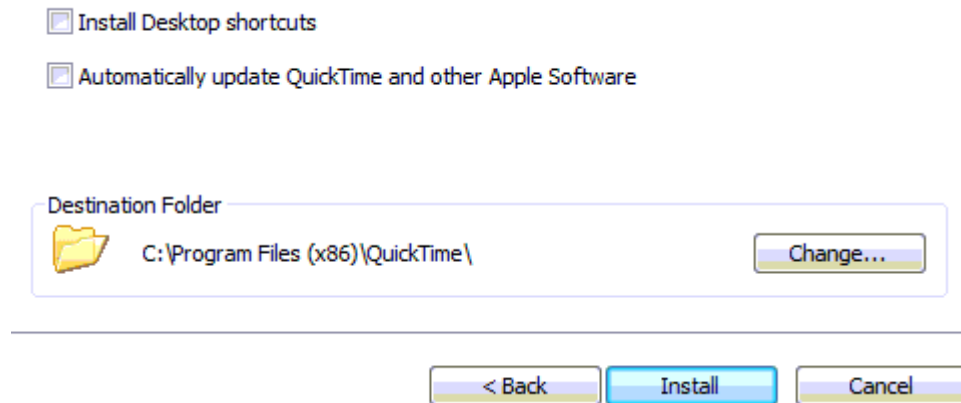 Install Desktop shortcuts
Automatically update QuickTime and other Apple Software
Destination Folder
C:\Program Files (x86)\QuickTime\
Change...
< Back
Install
Cancel